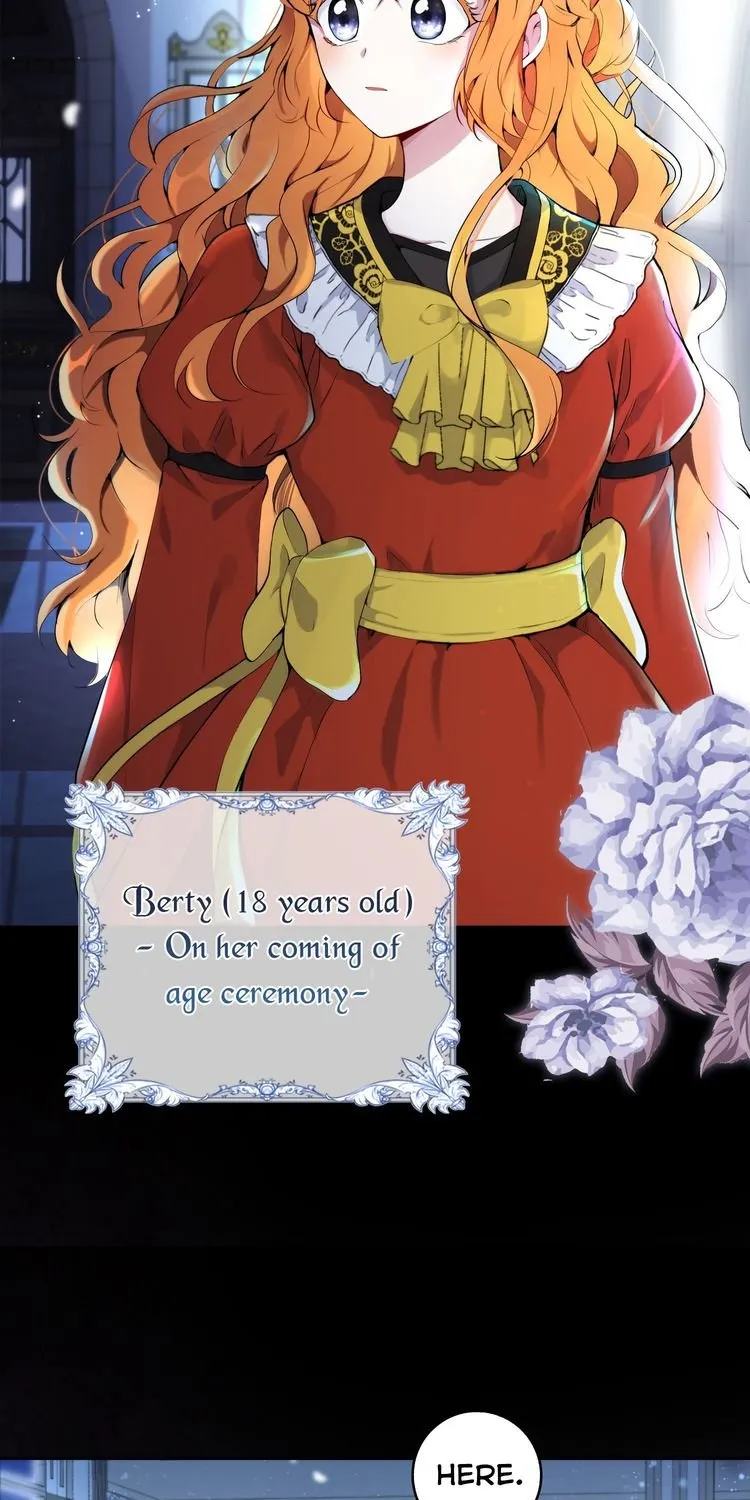 Berty (18 years old)
- On her coming of
age ceremony-
HERE.